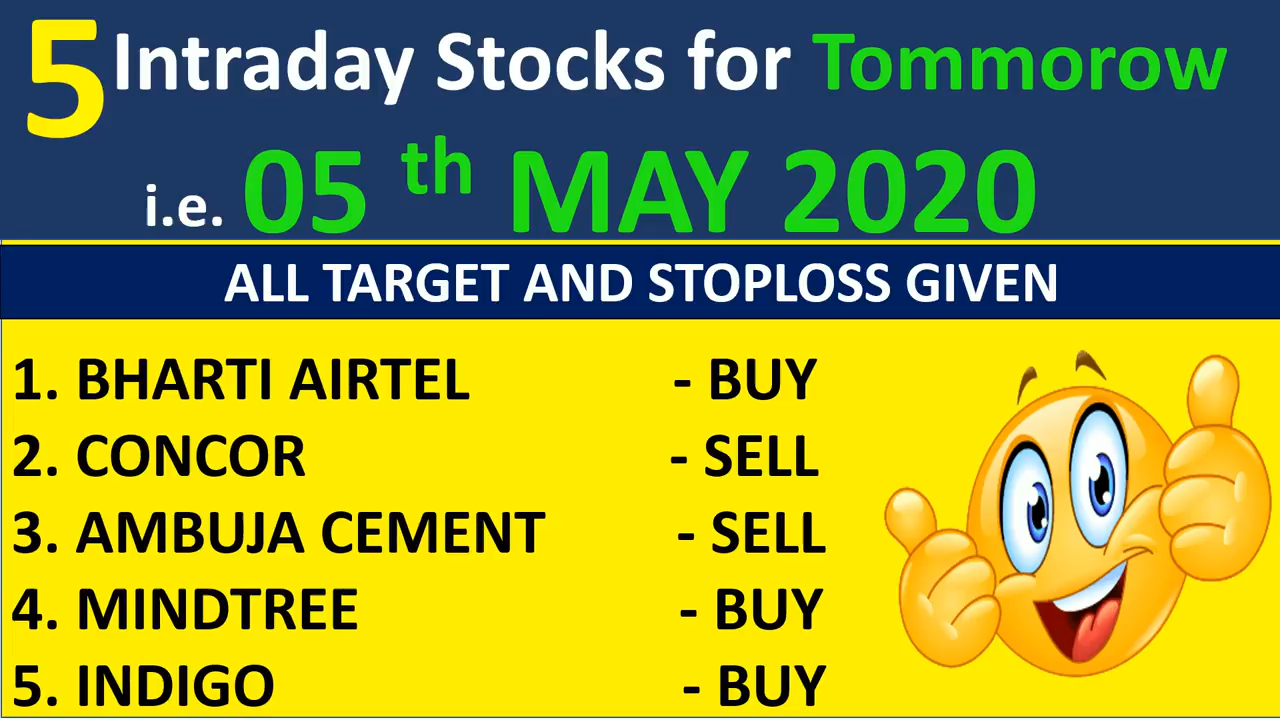 5 Intraday Stocks for Tommorow
i.e. 05 th MAY 2020
ALL TARGET AND STOPLOSS GIVEN
1. BHARTI AIRTEL - BUY
2. CONCOR - SELL
3. AMBUJA CEMENT - SELL
4. MINDTREE - BUY
5. INDIGO - BUY